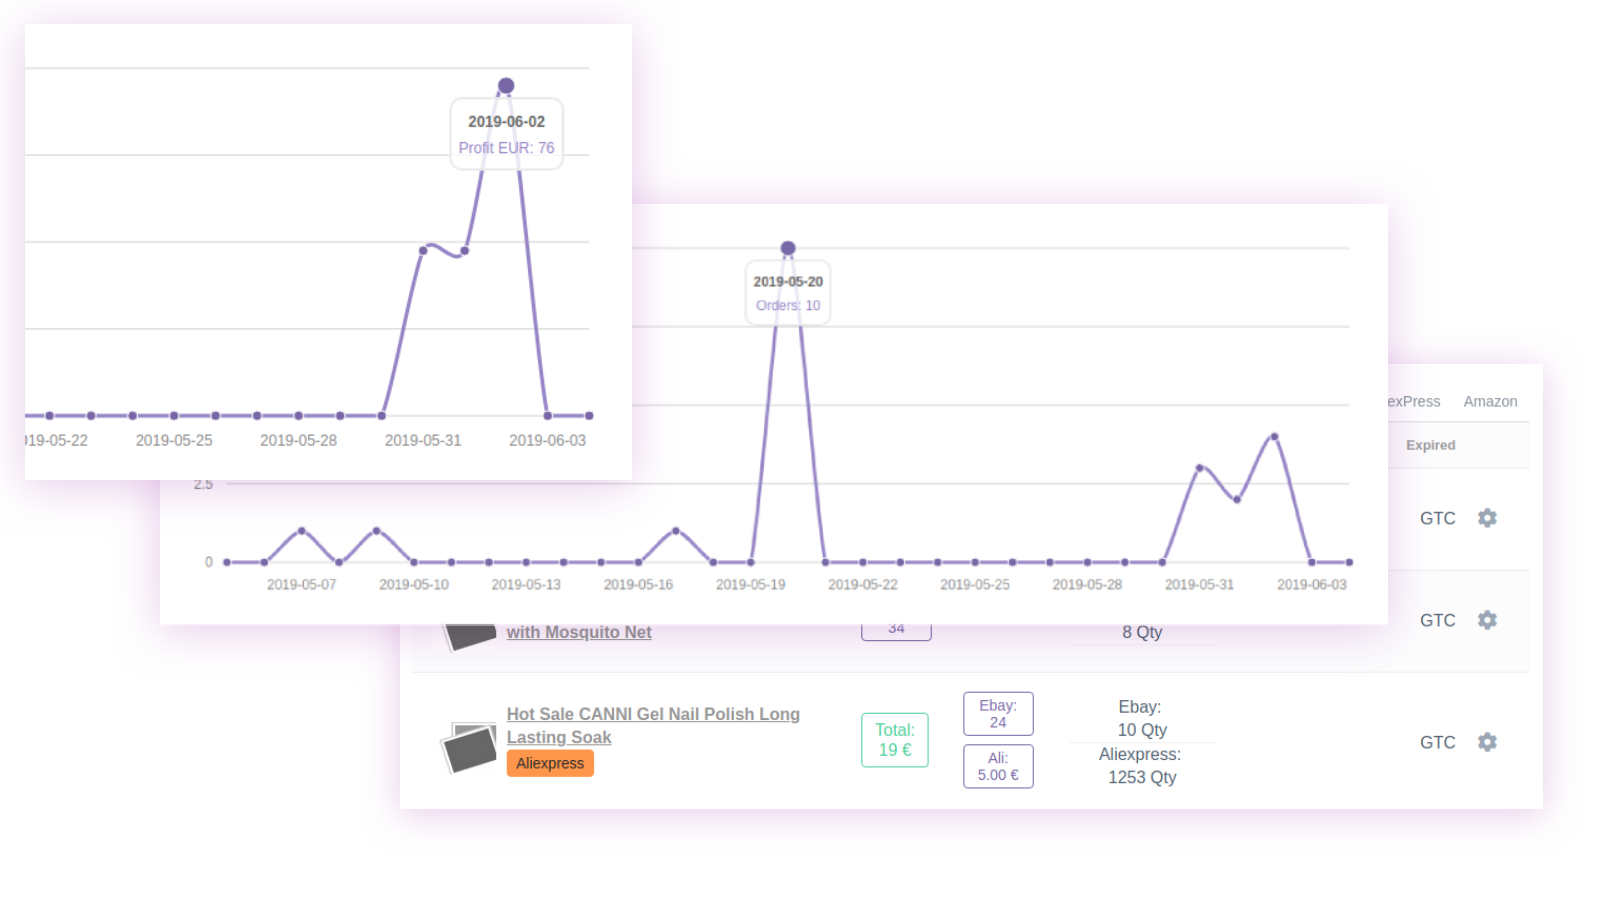 2019-06-02
Profit EUR: 76
19-05-22 2019-05-25 2019-05-28 2019-05-31 2019-06-03
2019-05-20
Orders: 10
2.5
0
2019-05-07 2019-05-10 2019-05-13 2019-05-16 2019-05-19 2019-05-22 2019-05-25 2019-05-28 2019-05-31 2019-06-03
exPress Amazon
Expired
GTC
GTC
with Mosquito Net
34
8 Qty
Hot Sale CANNI Gel Nail Polish Long
Lasting Soak
Aliexpress
Total:
19 €
Ebay:
24
Ali:
5.00 €
Ebay:
10 Qty
Aliexpress:
1253 Qty
GTC